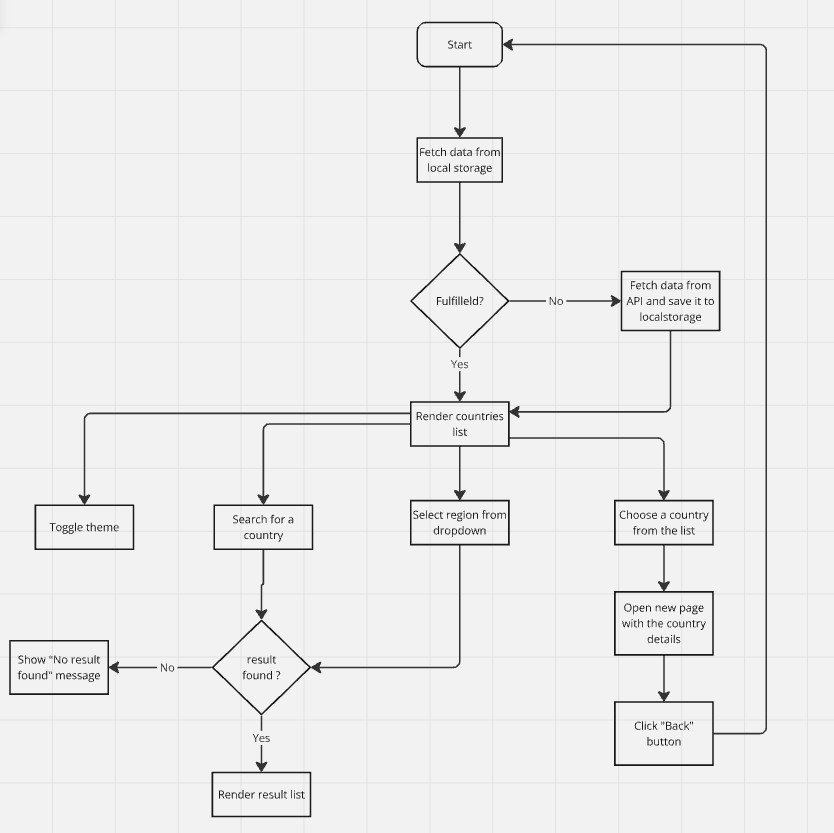 Start
Fetch data from
local storage
Fulfilleld?
No
Fetch data from
API and save it to
localstorage
Yes
Render countries
list
Toggle theme
Search for a
country
Select region from
dropdown
Choose a country
from the list
Open new page
with the country
details
Show "No result
found" message
No
result
found ?
Click "Back"
button
Yes
Render result list